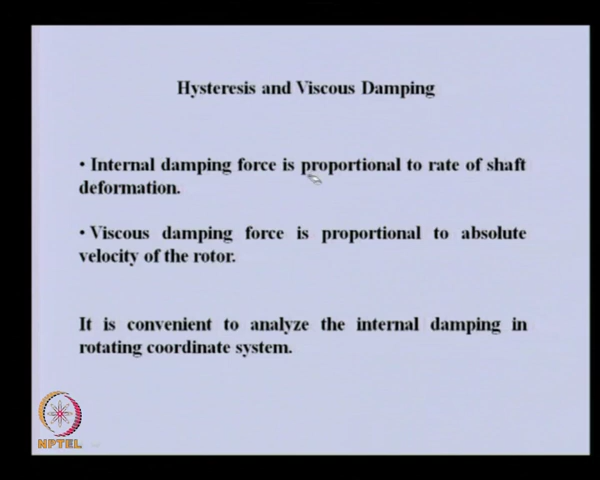 Hysteresis and Viscous Damping
• Internal damping force is proportional to rate of shaft
deformation.
• Viscous damping force is proportional to absolute
velocity of the rotor.
It is convenient to analyze the internal damping in
rotating coordinate system.
NPTEL